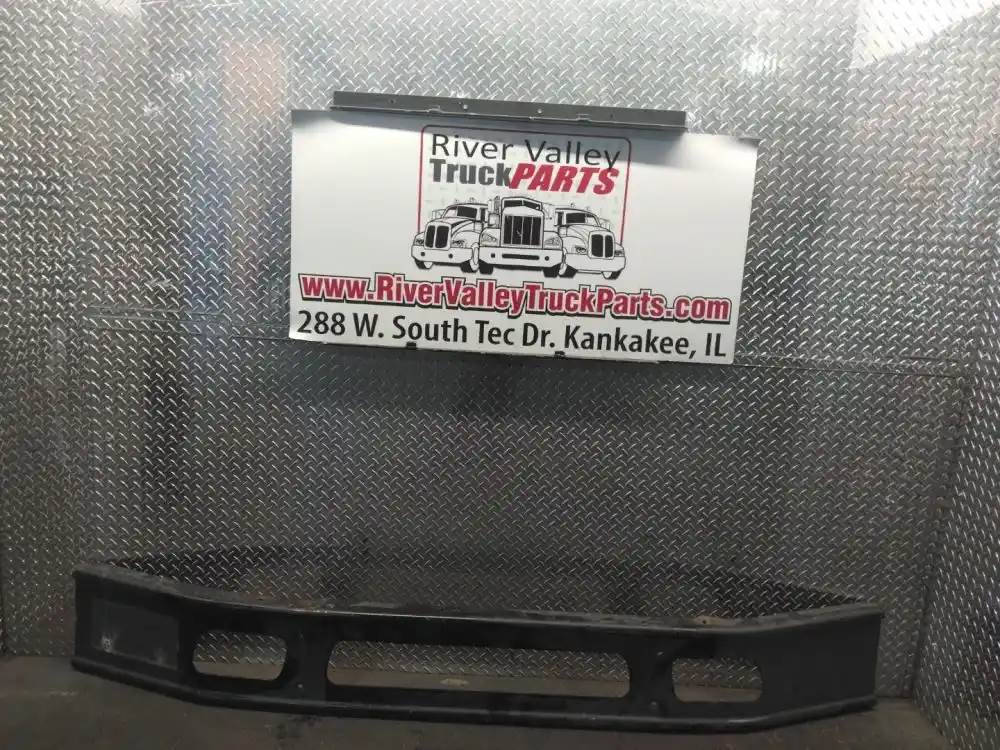 River Valley
TruckPARTS
www.RiverValleyTruckParts.com
288 W. South Tec Dr. Kankakee, IL